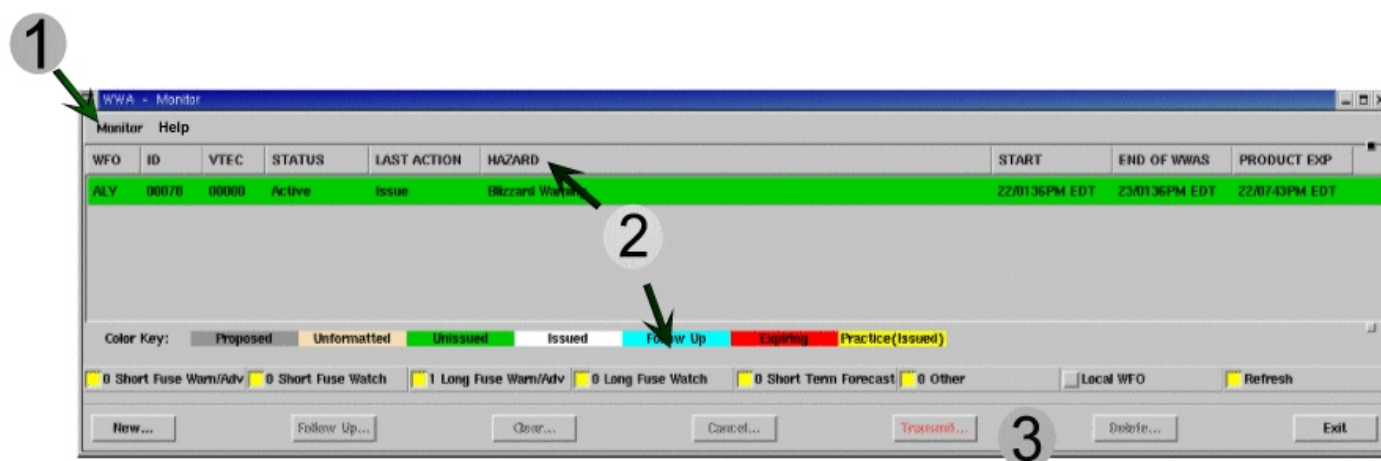 1
WWA - Monitor
Monitor Help
WFO ID VTEC STATUS LAST ACTION HAZARD START END OF WWAS PRODUCT EXP
ALY 00070 00000 Active Issue Blizzard Warning 22/0136PM EDT 23/0136PM EDT 22/0743PM EDT
2
Color Key: Proposed Unformatted Unissued Issued Follow Up Expiring Practice(Issued)
0 Short Fuse Warn/Adv 0 Short Fuse Watch 1 Long Fuse Warn/Adv 0 Long Fuse Watch 0 Short Term Forecast 0 Other Local WFO Refresh
New... Follow Up... Clear... Cancel... Transmit... Delete... Exit
3